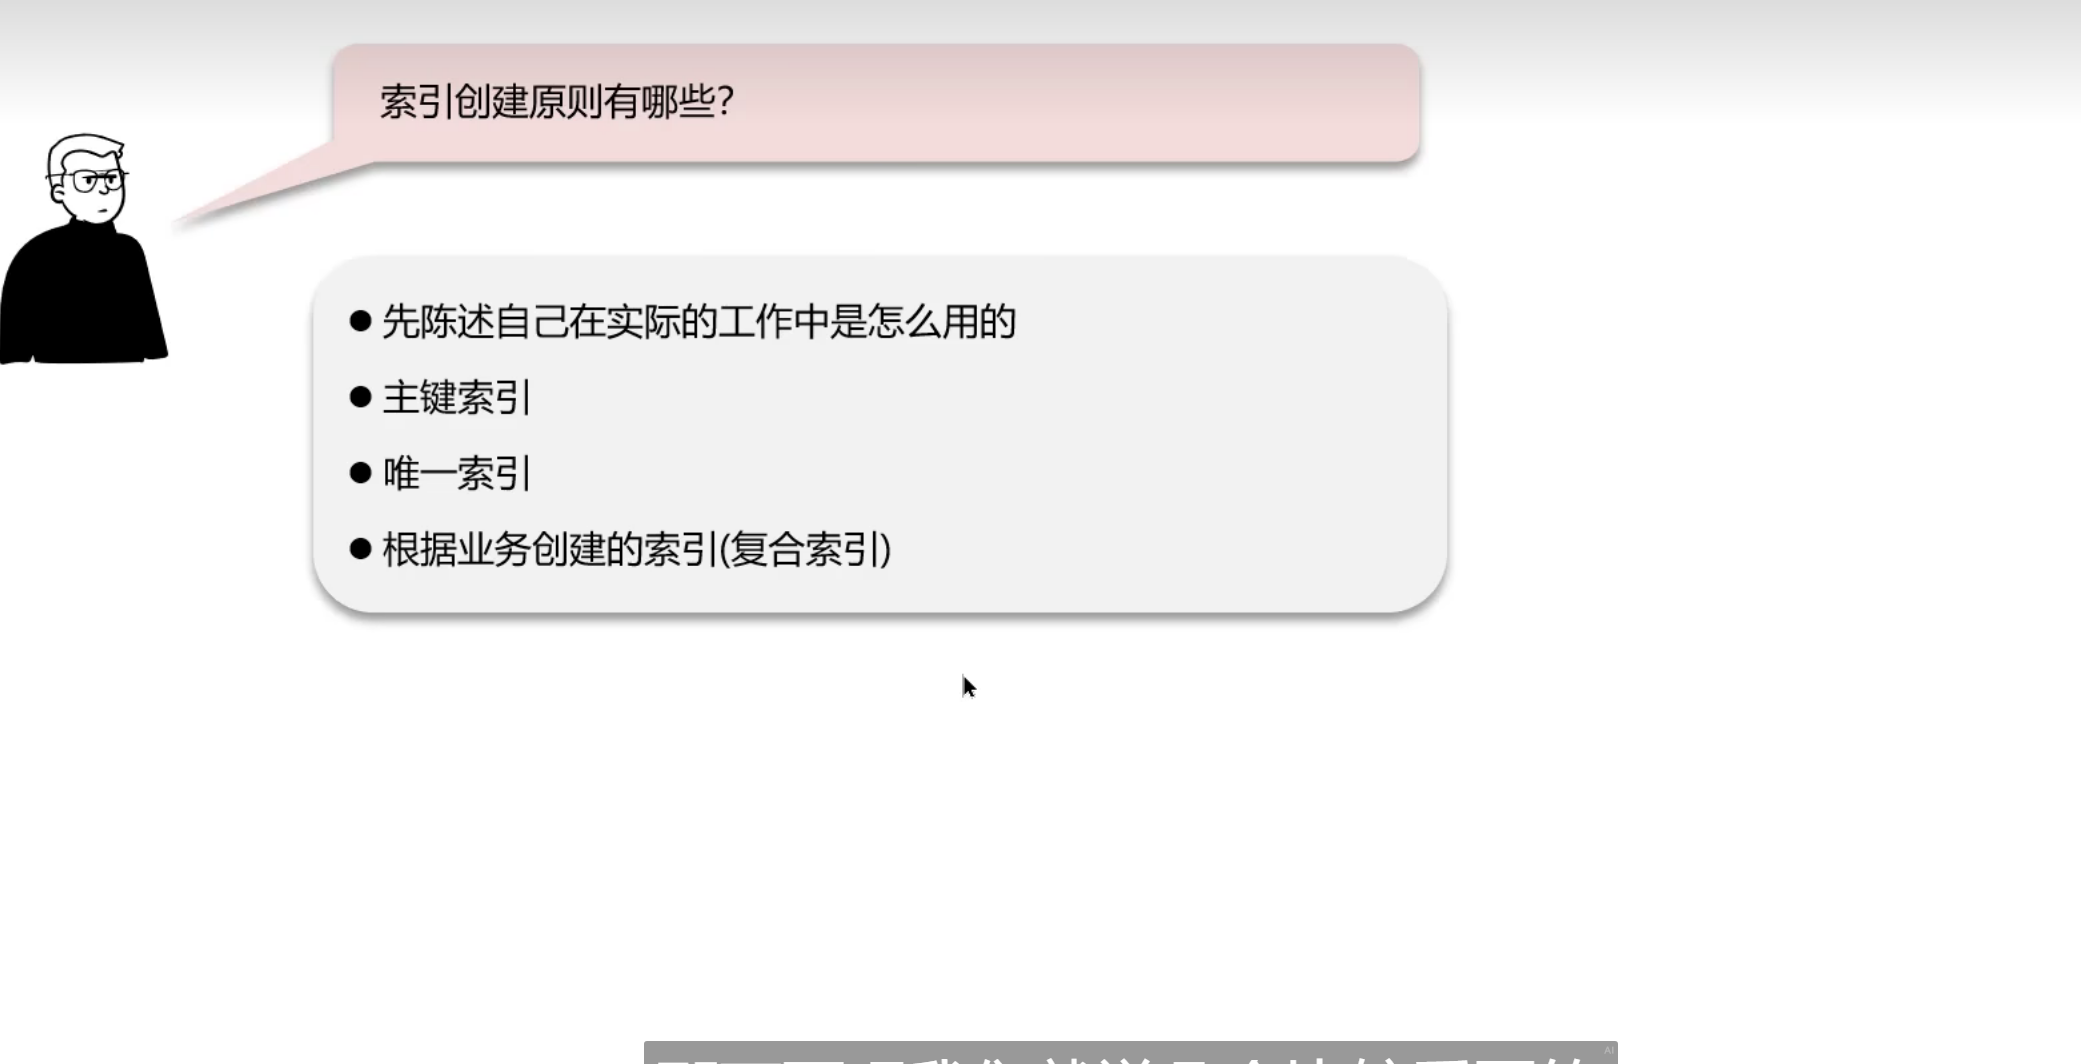 索引创建原则有哪些？
● 先陈述自己在实际的工作中是怎么用的
● 主键索引
● 唯一索引
● 根据业务创建的索引(复合索引)
AI